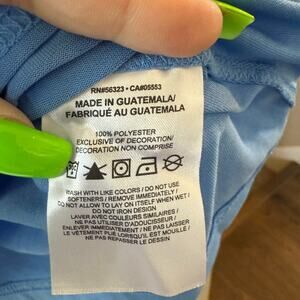 RN#56323 • CA#05553
MADE IN GUATEMALA/
FABRIQUÉ AU GUATEMALA
100% POLYESTER
EXCLUSIVE OF DECORATION/
DÉCORATION NON COMPRISE
WASH WITH LIKE COLORS / DO NOT USE
SOFTENERS / REMOVE IMMEDIATELY /
DO NOT ALLOW TO LAY ON ITSELF WHEN WET /
DO NOT IRON DESIGN
LAVER AVEC COULEURS SIMILAIRES /
NE PAS UTILISER D'ADOUCISSEUR /
ENLEVER IMMÉDIATEMENT / NE PAS LAISSER
LE VÊTEMENT PLIÉ LORSQU'IL EST MOUILLÉ /
NE PAS REPASSER LE DESSIN